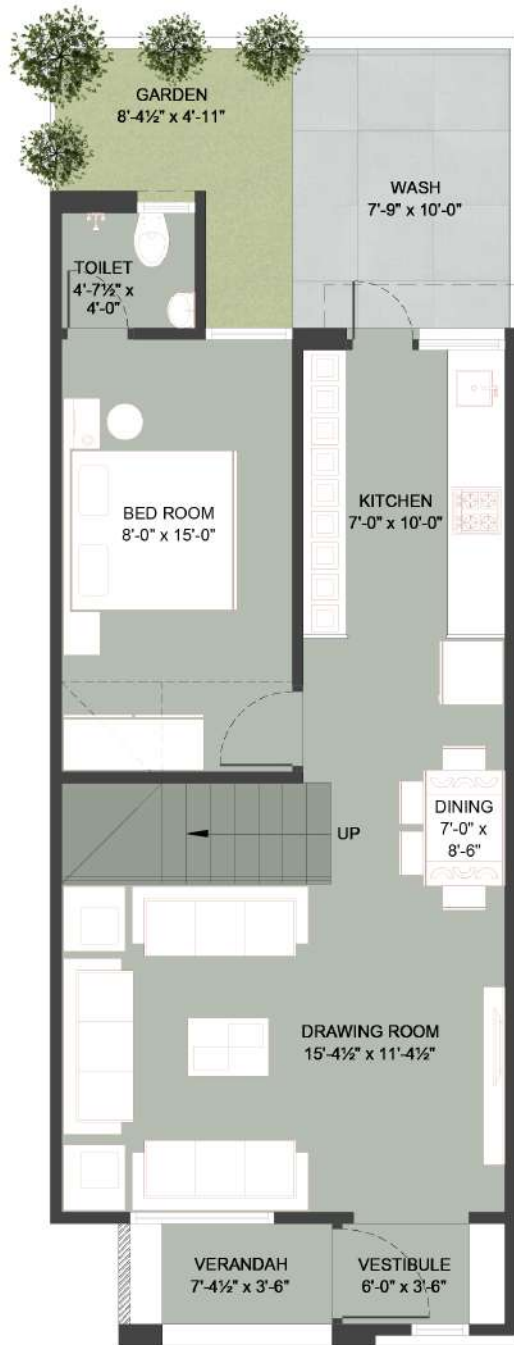 GARDEN
8'-4½" x 4'-11"
WASH
7'-9" x 10'-0"
TOILET
4'-7½" x
4'-0"
BED ROOM
8'-0" x 15'-0"
KITCHEN
7'-0" x 10'-0"
DINING
7'-0" x
8'-6"
UP
DRAWING ROOM
15'-4½" x 11'-4½"
VERANDAH
7'-4½" x 3'-6"
VESTIBULE
6'-0" x 3'-6"